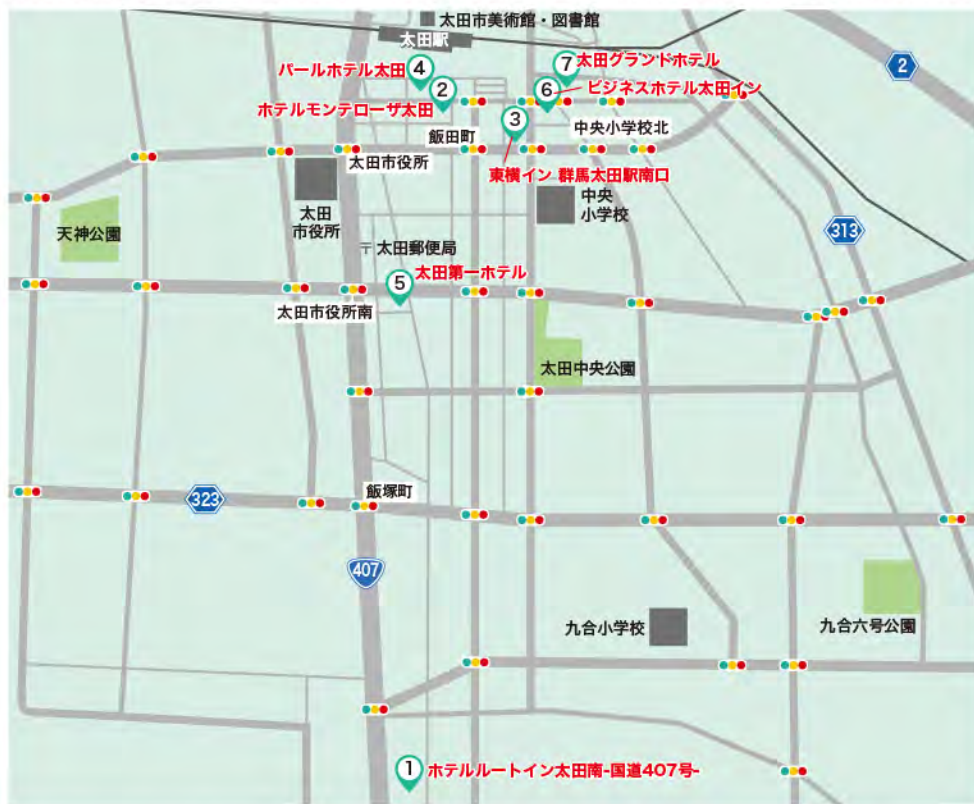 太田市美術館・図書館
太田駅
7
太田グランドホテル
パールホテル太田
4
2
2
6
ビジネスホテル太田イン
ホテルモンテローザ太田
3
中央小学校北
飯田町
太田市役所
東横イン 群馬太田駅南口
太田
市役所
中央
小学校
天神公園
313
〒太田郵便局
太田第一ホテル
5
太田市役所南
太田中央公園
飯塚町
323
407
九合小学校
九合六号公園
1
ホテルルートイン太田南-国道407号-